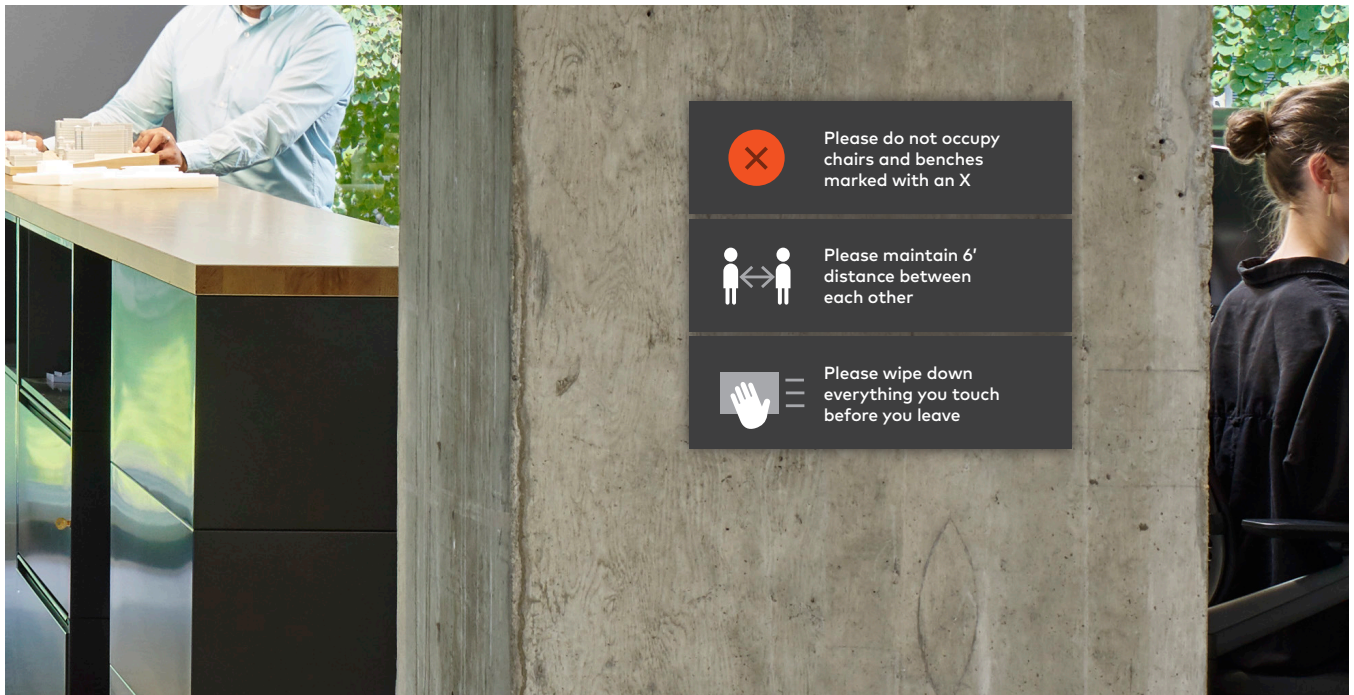 Please do not occupy
chairs and benches
marked with an X
Please maintain 6’
distance between
each other
Please wipe down
everything you touch
before you leave